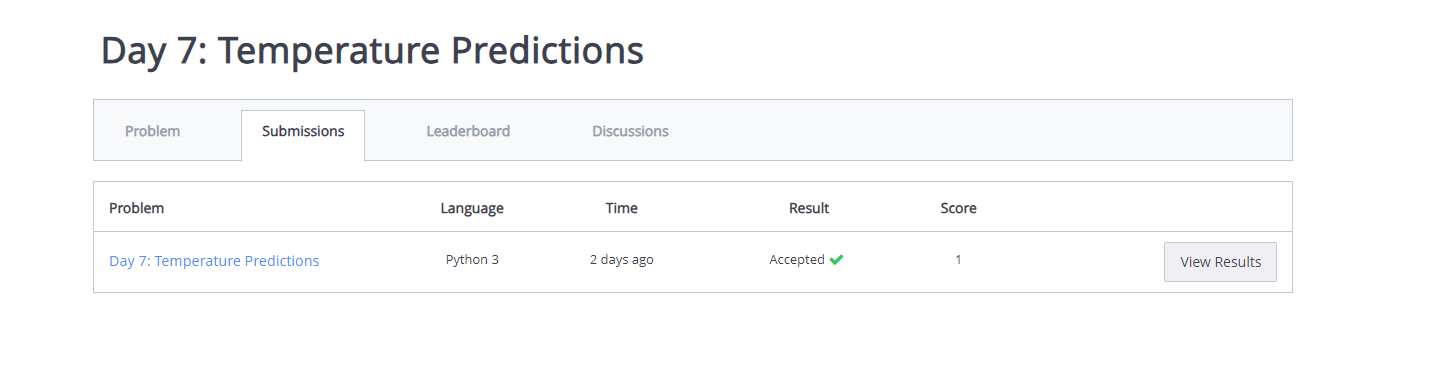 Day 7: Temperature Predictions
Problem Submissions Leaderboard Discussions
Problem Language Time Result Score
Day 7: Temperature Predictions Python 3 2 days ago Accepted 1 View Results